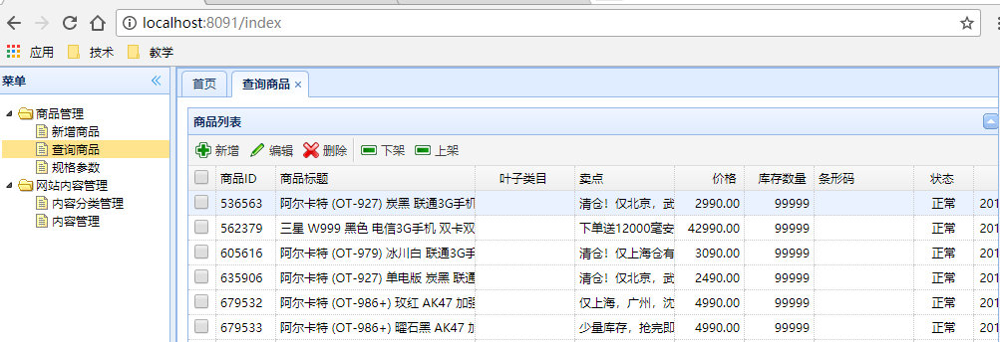 localhost:8091/index
应用 技术 教学
菜单
首页 查询商品
商品管理
新增商品
查询商品
规格参数
网站内容管理
内容分类管理
内容管理
商品列表
新增 编辑 删除 下架 上架
商品ID 商品标题 叶子类目 卖点 价格 库存数量 条形码 状态
536563 阿尔卡特 (OT-927) 炭黑 联通3G手机 清仓！仅北京，武 2990.00 99999 正常 201
562379 三星 W999 黑色 电信3G手机 双卡双 下单送12000毫安 42990.00 99999 正常 201
605616 阿尔卡特 (OT-979) 冰川白 联通3G手 清仓！仅上海仓有 3090.00 99999 正常 201
635906 阿尔卡特 (OT-927) 单电版 炭黑 联通 清仓！仅北京，武 2490.00 99999 正常 201
679532 阿尔卡特 (OT-986+) 玫红 AK47 加强 仅上海，广州，沈 4990.00 99999 正常 201
679533 阿尔卡特 (OT-986+) 曜石黑 AK47 加 少量库存，抢完即 4990.00 99999 正常 201